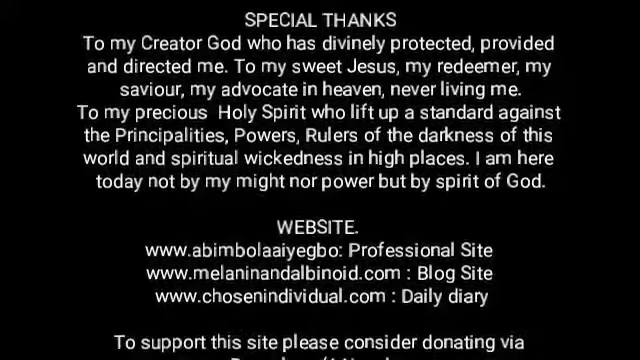 SPECIAL THANKS
To my Creator God who has divinely protected, provided
and directed me. To my sweet Jesus, my redeemer, my
saviour, my advocate in heaven, never living me.
To my precious Holy Spirit who lift up a standard against
the Principalities, Powers, Rulers of the darkness of this
world and spiritual wickedness in high places. I am here
today not by my might nor power but by spirit of God.
WEBSITE.
www.abimbolaaiyegbo: Professional Site
www.melaninandalbinoid.com : Blog Site
www.chosenindividual.com : Daily diary
To support this site please consider donating via